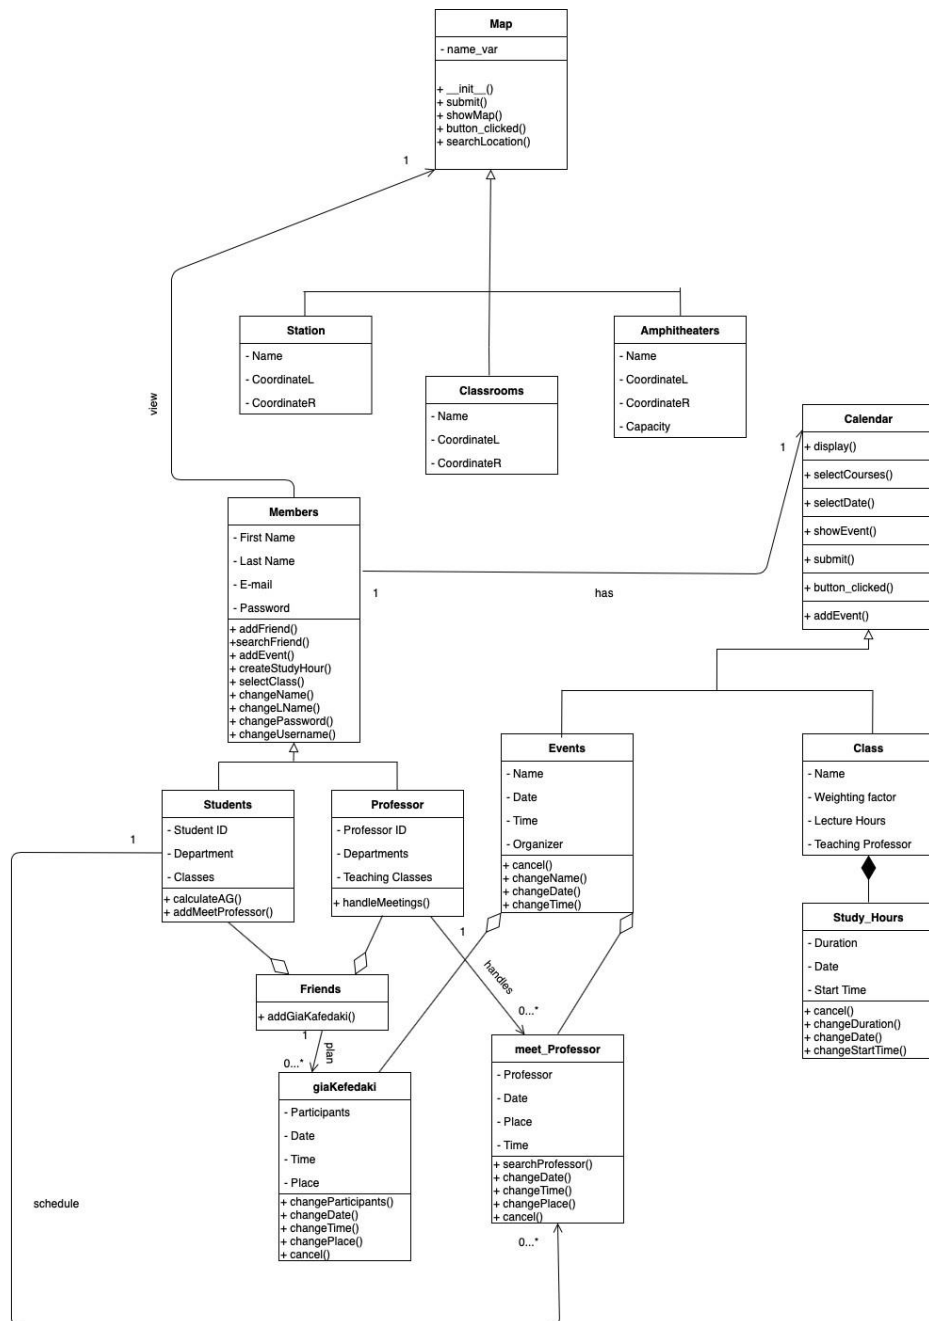 Map
- name_var
+ __init__()
+ submit()
+ showMap()
+ button_clicked()
+ searchLocation()
1
Station
- Name
- CoordinateL
- CoordinateR
Classrooms
- Name
- CoordinateL
- CoordinateR
Amphitheaters
- Name
- CoordinateL
- CoordinateR
- Capacity
view
Calendar
+ display()
+ selectCourses()
+ selectDate()
+ showEvent()
+ submit()
+ button_clicked()
+ addEvent()
1
Members
- First Name
- Last Name
- E-mail
- Password
+ addFriend()
+searchFriend()
+ addEvent()
+ createStudyHour()
+ selectClass()
+ changeName()
+ changeLName()
+ changePassword()
+ changeUsername()
1
has
Students
- Student ID
- Department
- Classes
+ calculateAG()
+ addMeetProfessor()
1
Professor
- Professor ID
- Departments
- Teaching Classes
+ handleMeetings()
1
Events
- Name
- Date
- Time
- Organizer
+ cancel()
+ changeName()
+ changeDate()
+ changeTime()
Class
- Name
- Weighting factor
- Lecture Hours
- Teaching Professor
Study_Hours
- Duration
- Date
- Start Time
+ cancel()
+ changeDuration()
+ changeDate()
+ changeStartTime()
handles
0...*
Friends
+ addGiaKafedaki()
1
plan
0...*
giaKefedaki
- Participants
- Date
- Time
- Place
+ changeParticipants()
+ changeDate()
+ changeTime()
+ changePlace()
+ cancel()
meet_Professor
- Professor
- Date
- Place
- Time
+ searchProfessor()
+ changeDate()
+ changeTime()
+ changePlace()
+ cancel()
schedule
0...*